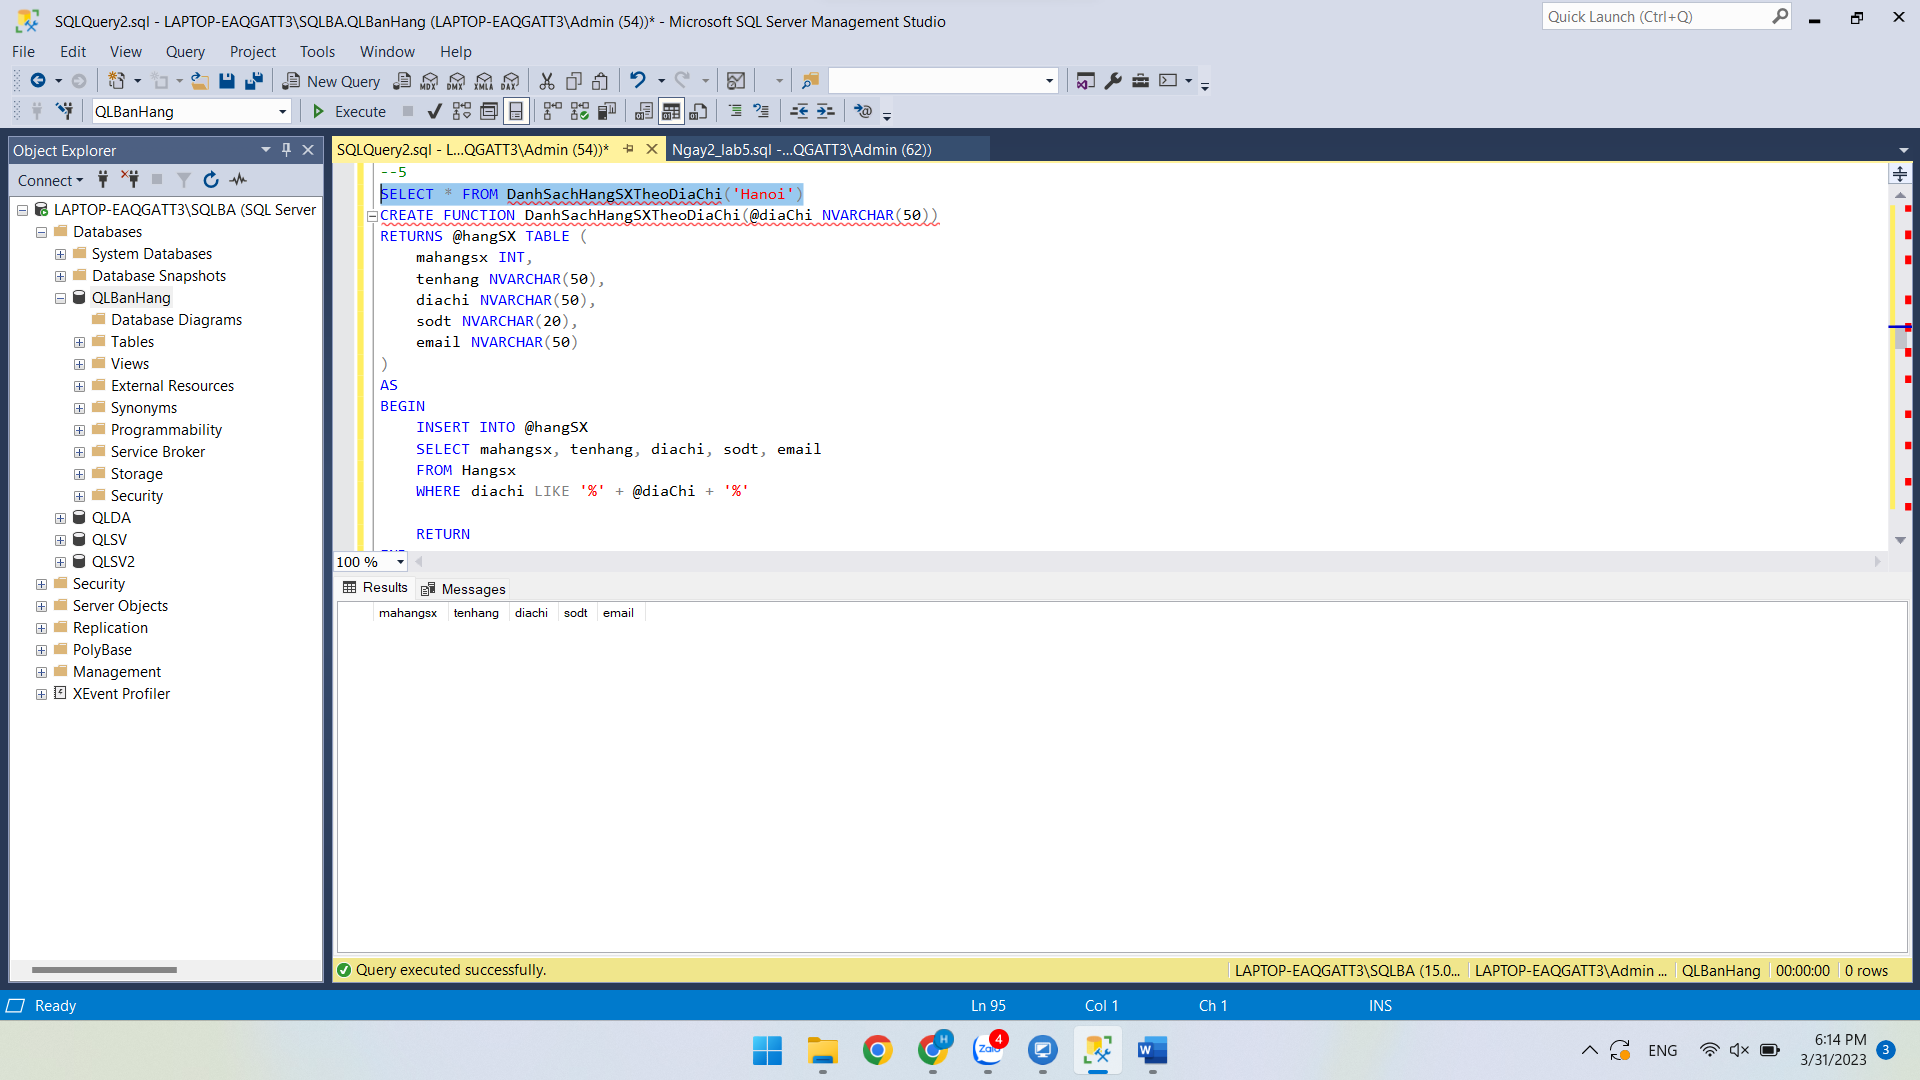 SQLQuery2.sql - LAPTOP-EAQGATT3\SQLBA.QLBanHang (LAPTOP-EAQGATT3\Admin (54))* - Microsoft SQL Server Management Studio
Quick Launch (Ctrl+Q)
File Edit View Query Project Tools Window Help
New Query MDX DMX XMLA DAX
QLBanHang Execute
Object Explorer
SQLQuery2.sql - L...QGATT3\Admin (54))* Ngay2_lab5.sql -...QGATT3\Admin (62))
Connect
LAPTOP-EAQGATT3\SQLBA (SQL Server
Databases
System Databases
Database Snapshots
QLBanHang
Database Diagrams
Tables
Views
External Resources
Synonyms
Programmability
Service Broker
Storage
Security
QLDA
QLSV
QLSV2
Security
Server Objects
Replication
PolyBase
Management
XEvent Profiler
--5
SELECT * FROM DanhSachHangSXTheoDiaChi('Hanoi')
CREATE FUNCTION DanhSachHangSXTheoDiaChi(@diaChi NVARCHAR(50))
RETURNS @hangSX TABLE (
mahangsx INT,
tenhang NVARCHAR(50),
diachi NVARCHAR(50),
sodt NVARCHAR(20),
email NVARCHAR(50)
)
AS
BEGIN
INSERT INTO @hangSX
SELECT mahangsx, tenhang, diachi, sodt, email
FROM Hangsx
WHERE diachi LIKE '%' + @diaChi + '%'
RETURN
100 %
Results Messages
mahangsx tenhang diachi sodt email
Query executed successfully. LAPTOP-EAQGATT3\SQLBA (15.0... LAPTOP-EAQGATT3\Admin ... QLBanHang 00:00:00 0 rows
Ready Ln 95 Col 1 Ch 1 INS
H Zalo 4 W
ENG 6:14 PM
3/31/2023 3